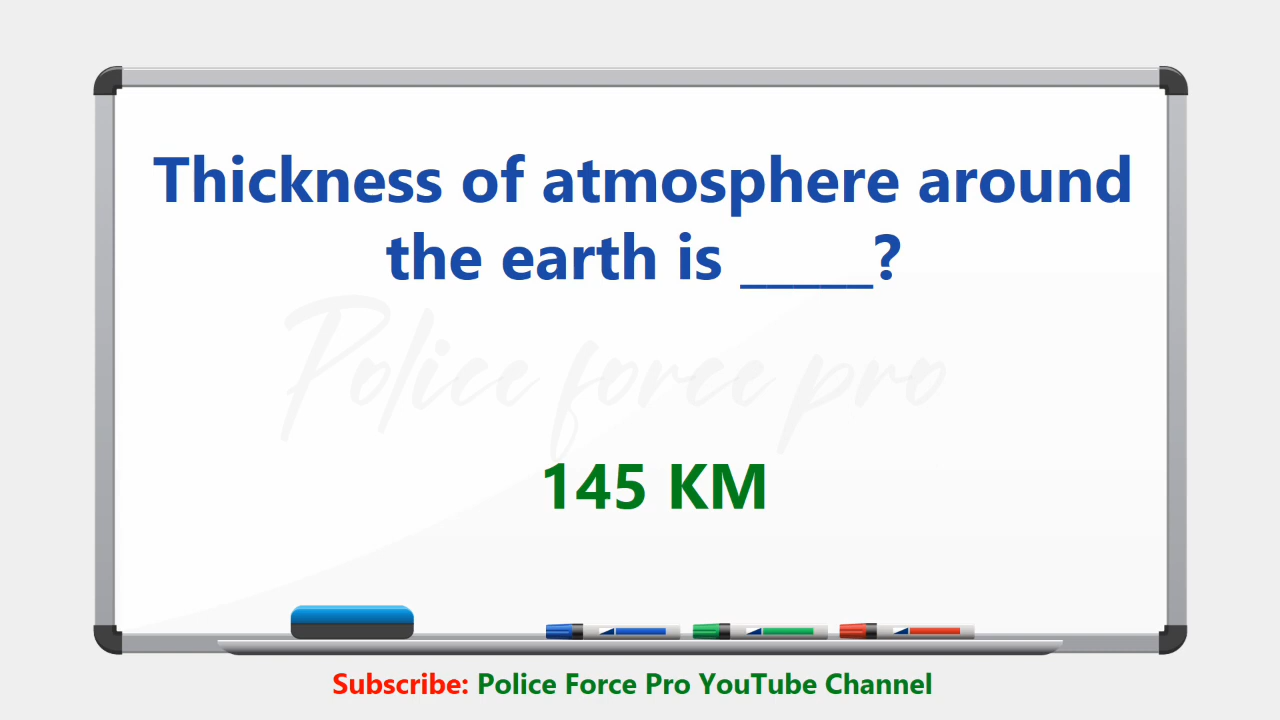 Thickness of atmosphere around
the earth is _____?
Police force pro
145 KM
Subscribe: Police Force Pro YouTube Channel